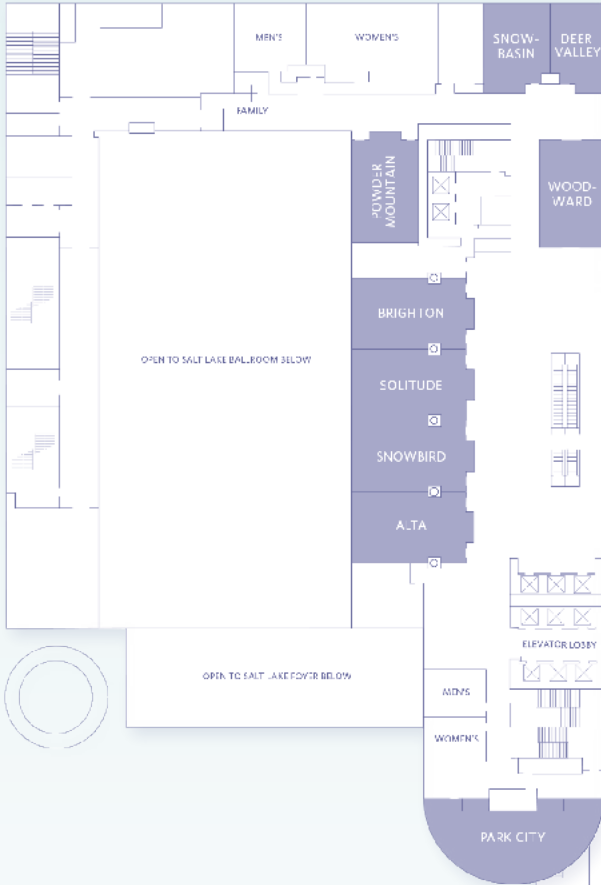 MEN'S
WOMEN'S
SNOW-
BASIN
DEER
VALLEY
FAMILY
POWDER
MOUNTAIN
WOOD-
WARD
BRIGHTON
OPEN TO SALT LAKE BALLROOM BELOW
SOLITUDE
SNOWBIRD
ALTA
ELEVATOR LOBBY
OPEN TO SALT LAKE FOYER BELOW
MEN'S
WOMEN'S
PARK CITY